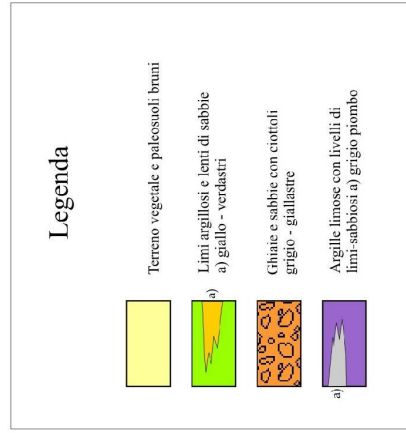 Legenda
Terreno vegetale e paleosuoli bruni
Limi argillosi e lenti di sabbie
a) giallo - verdastri
a)
Ghiaie e sabbie con ciottoli
grigio - giallastre
Argille limose con livelli di
limi-sabbiosi a) grigio piombo
a)